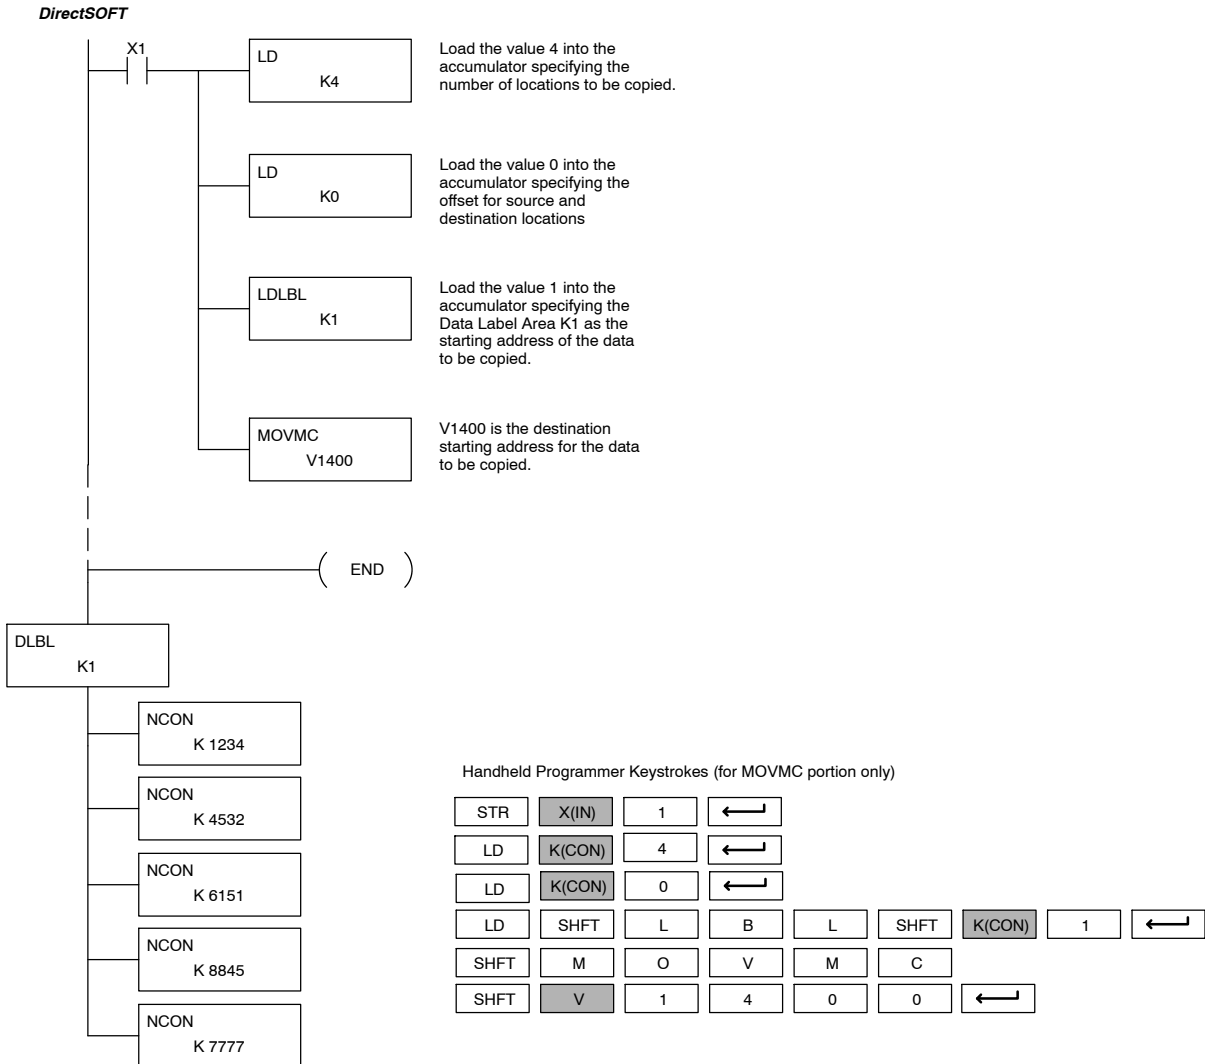 DirectSOFT
X1
LD
K4
Load the value 4 into the
accumulator specifying the
number of locations to be copied.
LD
K0
Load the value 0 into the
accumulator specifying the
offset for source and
destination locations
LDLBL
K1
Load the value 1 into the
accumulator specifying the
Data Label Area K1 as the
starting address of the data
to be copied.
MOVMC
V1400
V1400 is the destination
starting address for the data
to be copied.
END
DLBL
K1
NCON
K 1234
NCON
K 4532
NCON
K 6151
NCON
K 8845
NCON
K 7777
Handheld Programmer Keystrokes (for MOVMC portion only)
STR X(IN) 1
LD K(CON) 4
LD K(CON) 0
LD SHFT L B L SHFT K(CON) 1
SHFT M O V M C
SHFT V 1 4 0 0